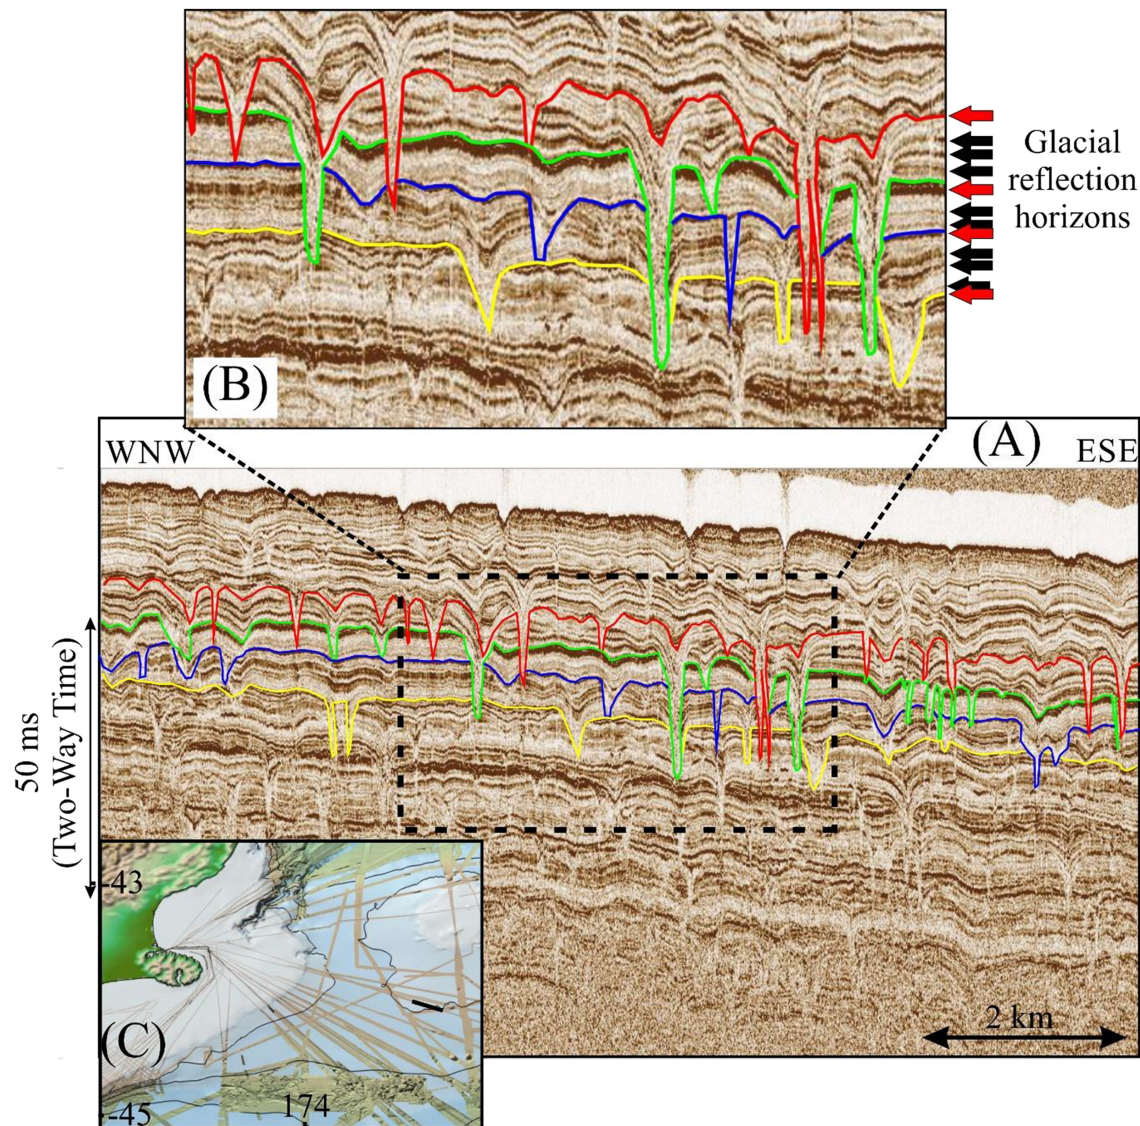 (B)
Glacial
reflection
horizons
WNW
(A)
ESE
50 ms
(Two-Way Time)
-43
(C)
-45
174
2 km